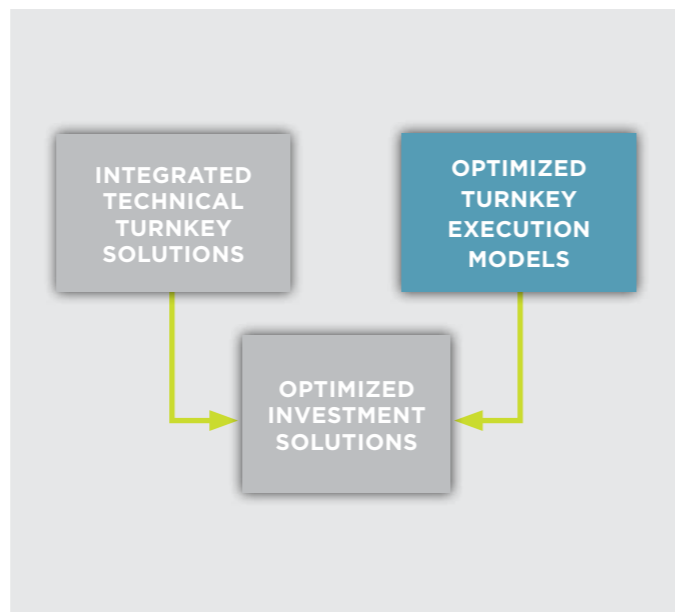 INTEGRATED
TECHNICAL
TURNKEY
SOLUTIONS
OPTIMIZED
TURNKEY
EXECUTION
MODELS
OPTIMIZED
INVESTMENT
SOLUTIONS